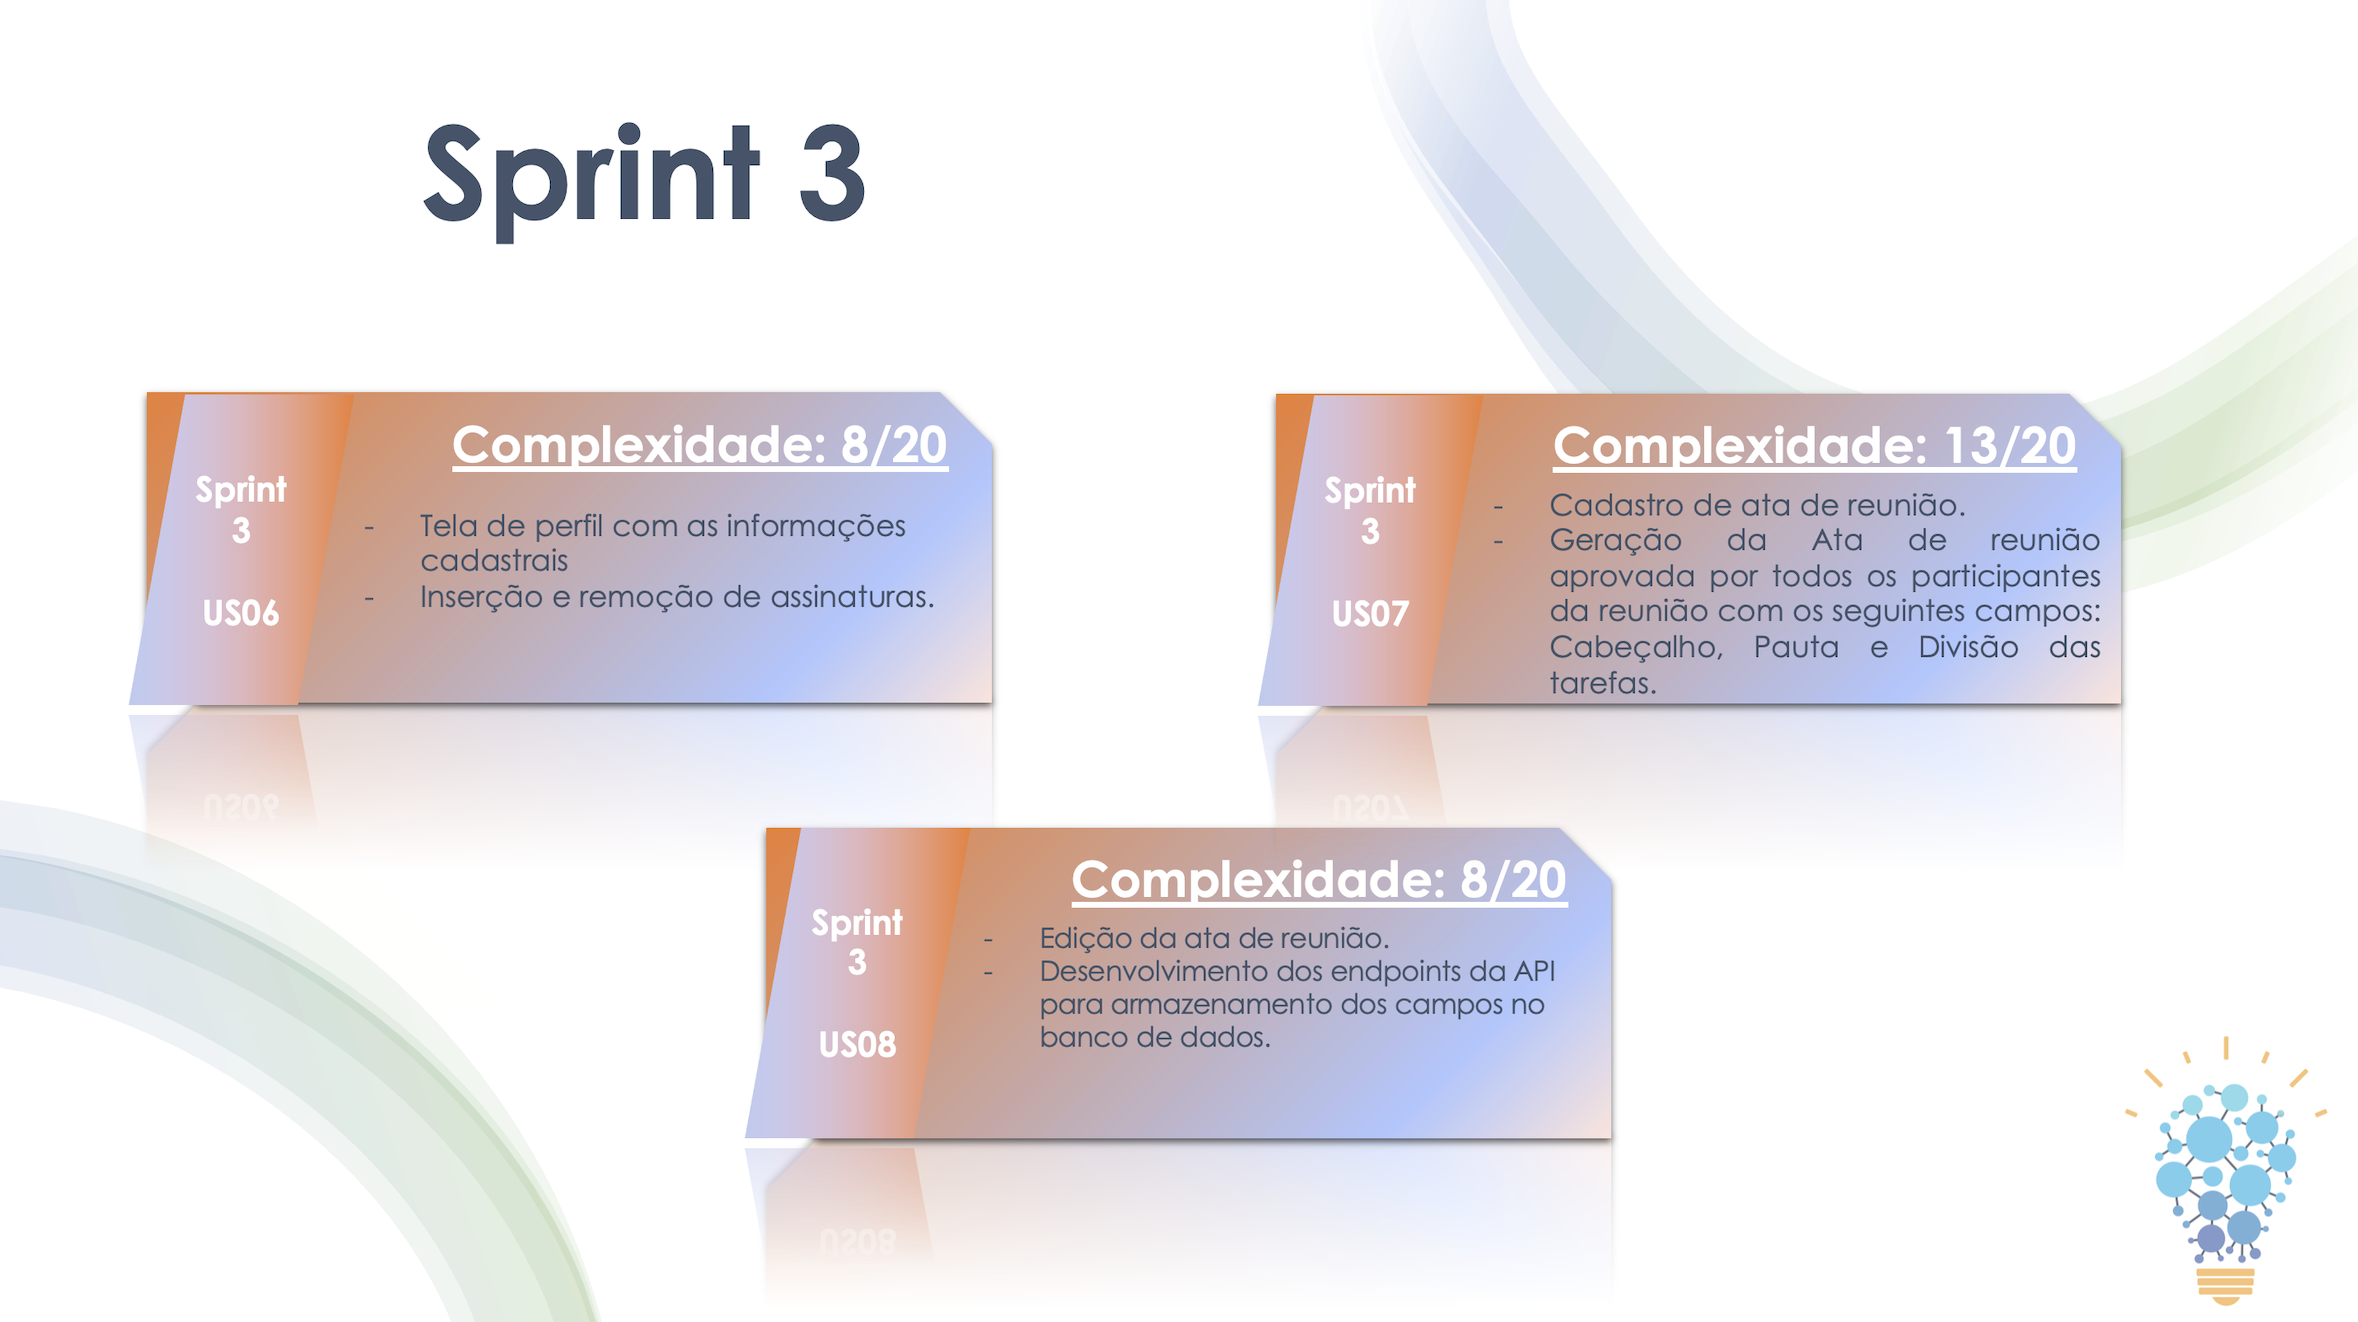 Sprint 3
Complexidade: 8/20
Sprint
3
US06
- Tela de perfil com as informações
cadastrais
- Inserção e remoção de assinaturas.
Complexidade: 13/20
Sprint
3
US07
- Cadastro de ata de reunião.
- Geração da Ata de reunião
aprovada por todos os participantes
da reunião com os seguintes campos:
Cabeçalho, Pauta e Divisão das
tarefas.
Complexidade: 8/20
Sprint
3
US08
- Edição da ata de reunião.
- Desenvolvimento dos endpoints da API
para armazenamento dos campos no
banco de dados.